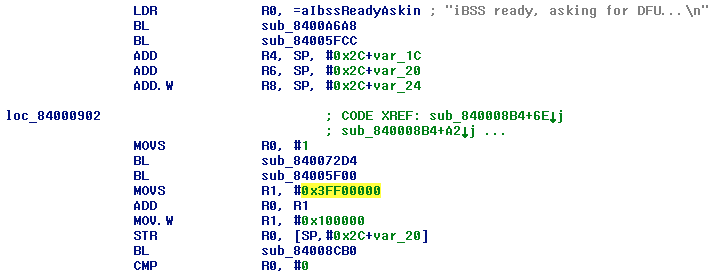 LDR R0, =aIbssReadyAskin ; "iBSS ready, asking for DFU...\n"
BL sub_8400A6A8
BL sub_84005FCC
ADD R4, SP, #0x2C+var_1C
ADD R6, SP, #0x2C+var_20
ADD.W R8, SP, #0x2C+var_24
loc_84000902 ; CODE XREF: sub_840008B4+6E↓j
; sub_840008B4+A2↓j ...
MOVS R0, #1
BL sub_840072D4
BL sub_84005F00
MOVS R1, #0x3FF00000
ADD R0, R1
MOV.W R1, #0x100000
STR R0, [SP,#0x2C+var_20]
BL sub_84008CB0
CMP R0, #0